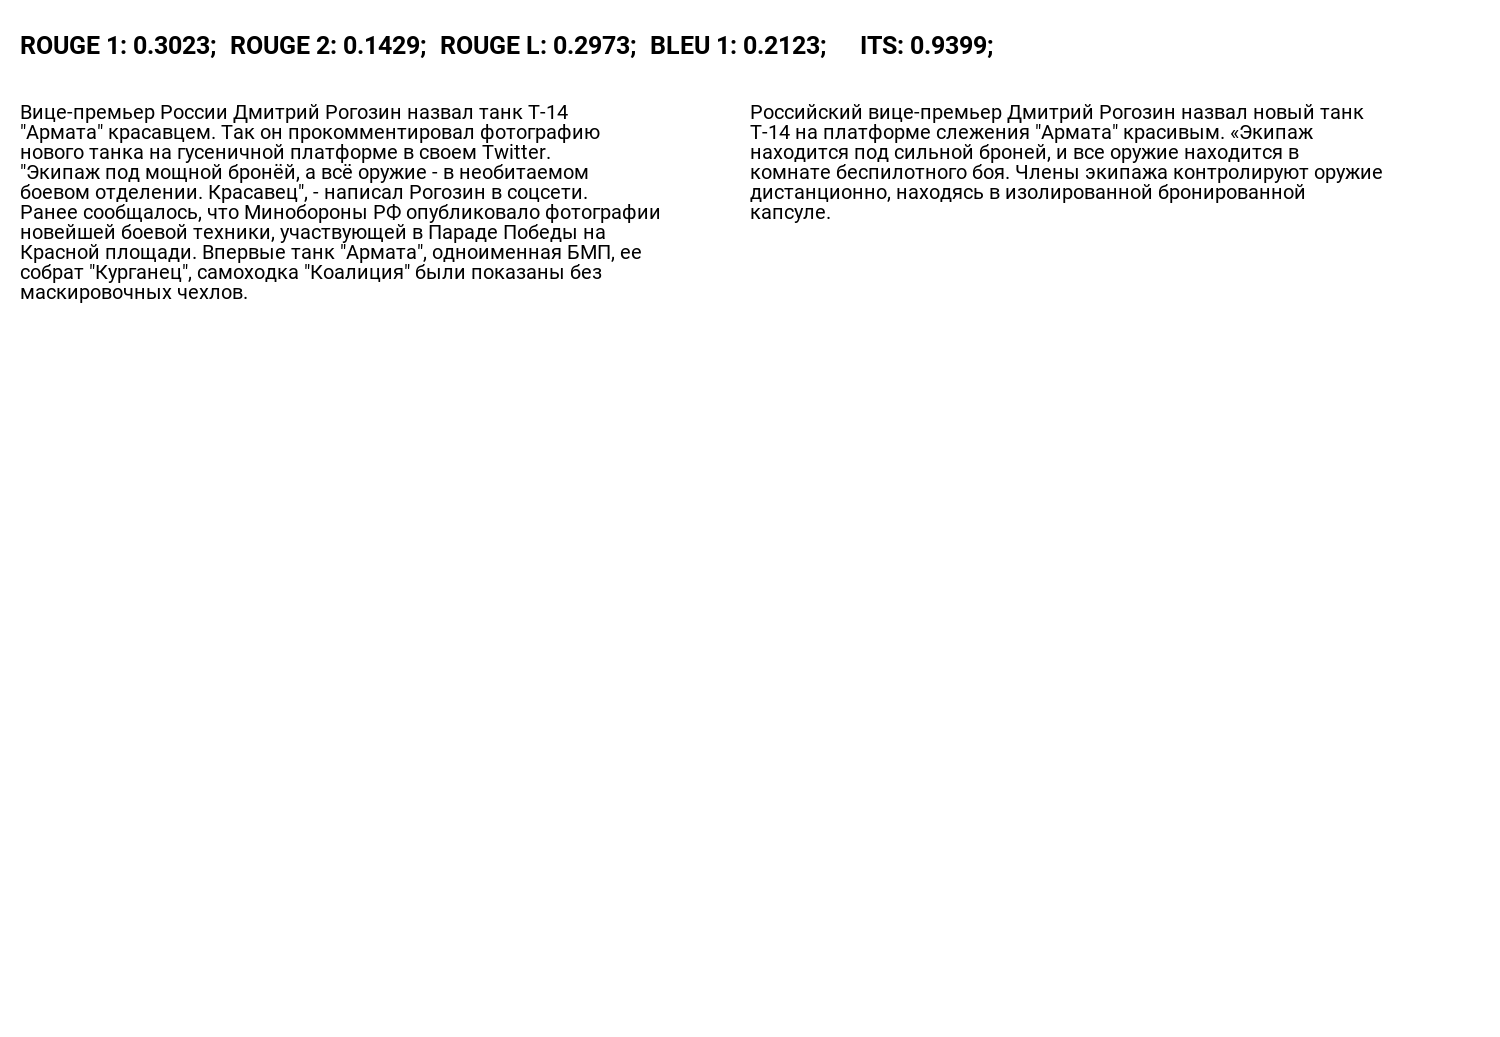 ROUGE 1: 0.3023; ROUGE 2: 0.1429; ROUGE L: 0.2973; BLEU 1: 0.2123; ITS: 0.9399;
Вице-премьер России Дмитрий Рогозин назвал танк Т-14
"Армата" красавцем. Так он прокомментировал фотографию
нового танка на гусеничной платформе в своем Twitter.
"Экипаж под мощной бронёй, а всё оружие - в необитаемом
боевом отделении. Красавец", - написал Рогозин в соцсети.
Ранее сообщалось, что Минобороны РФ опубликовало фотографии
новейшей боевой техники, участвующей в Параде Победы на
Красной площади. Впервые танк "Армата", одноименная БМП, ее
собрат "Курганец", самоходка "Коалиция" были показаны без
маскировочных чехлов.
Российский вице-премьер Дмитрий Рогозин назвал новый танк
Т-14 на платформе слежения "Армата" красивым. «Экипаж
находится под сильной броней, и все оружие находится в
комнате беспилотного боя. Члены экипажа контролируют оружие
дистанционно, находясь в изолированной бронированной
капсуле.